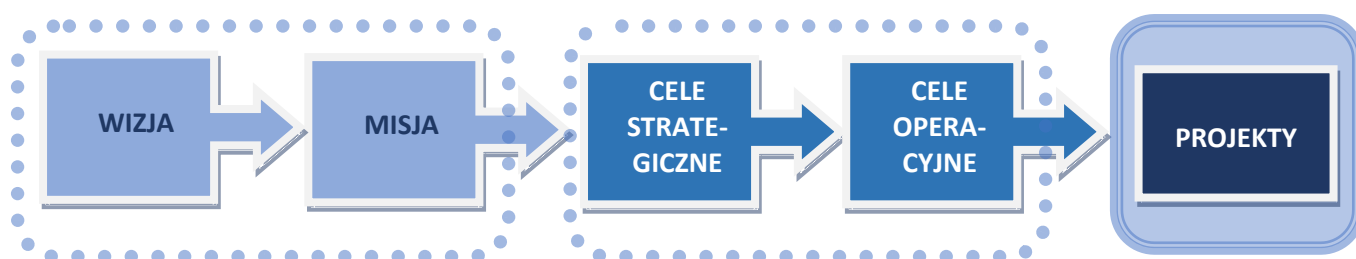 WIZJA
MISJA
CELE
STRATE-
GICZNE
CELE
OPERA-
CYJNE
PROJEKTY